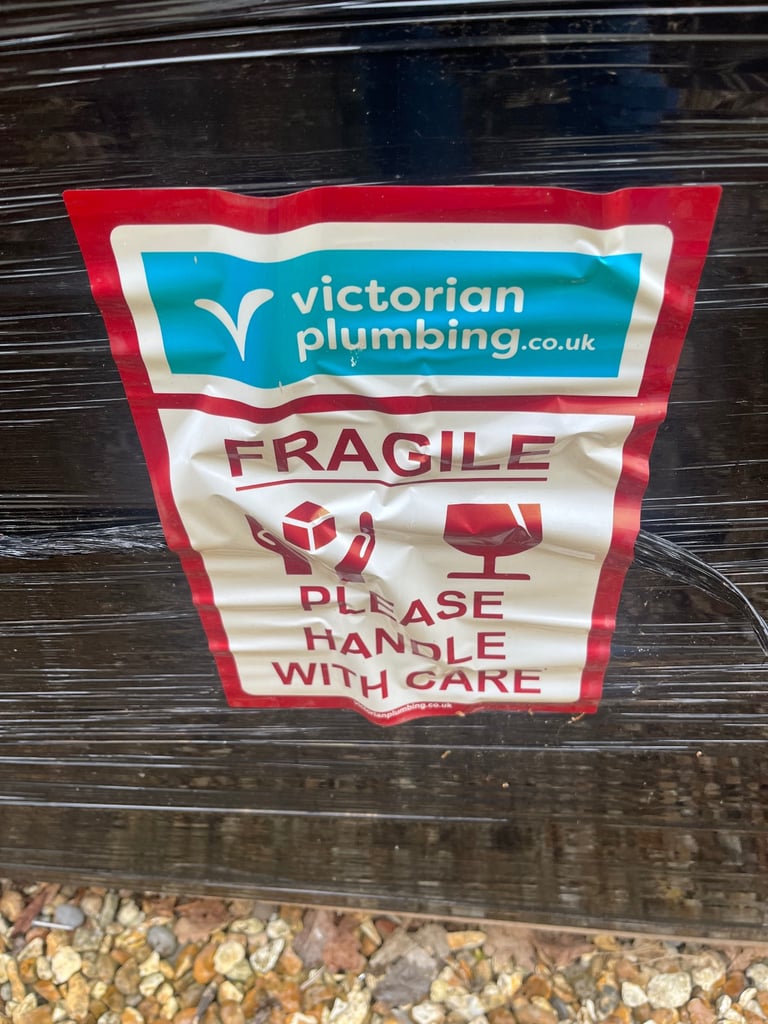 victorian
plumbing.co.uk
FRAGILE
PLEASE
HANDLE
WITH CARE
victorianplumbing.co.uk